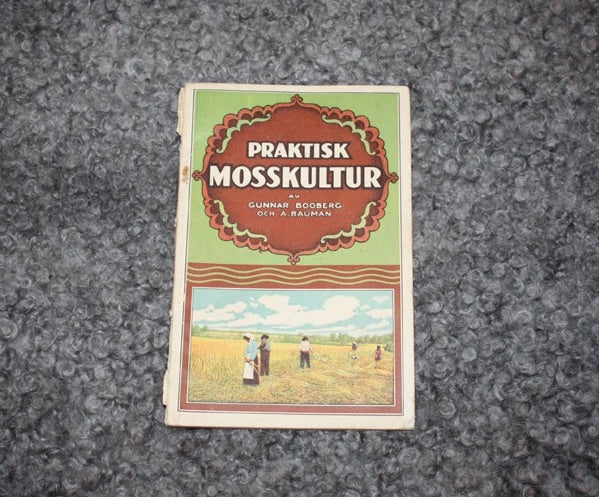 PRAKTISK
MOSSKULTUR
AV
GUNNAR BOOBERG
OCH A. BAUMAN